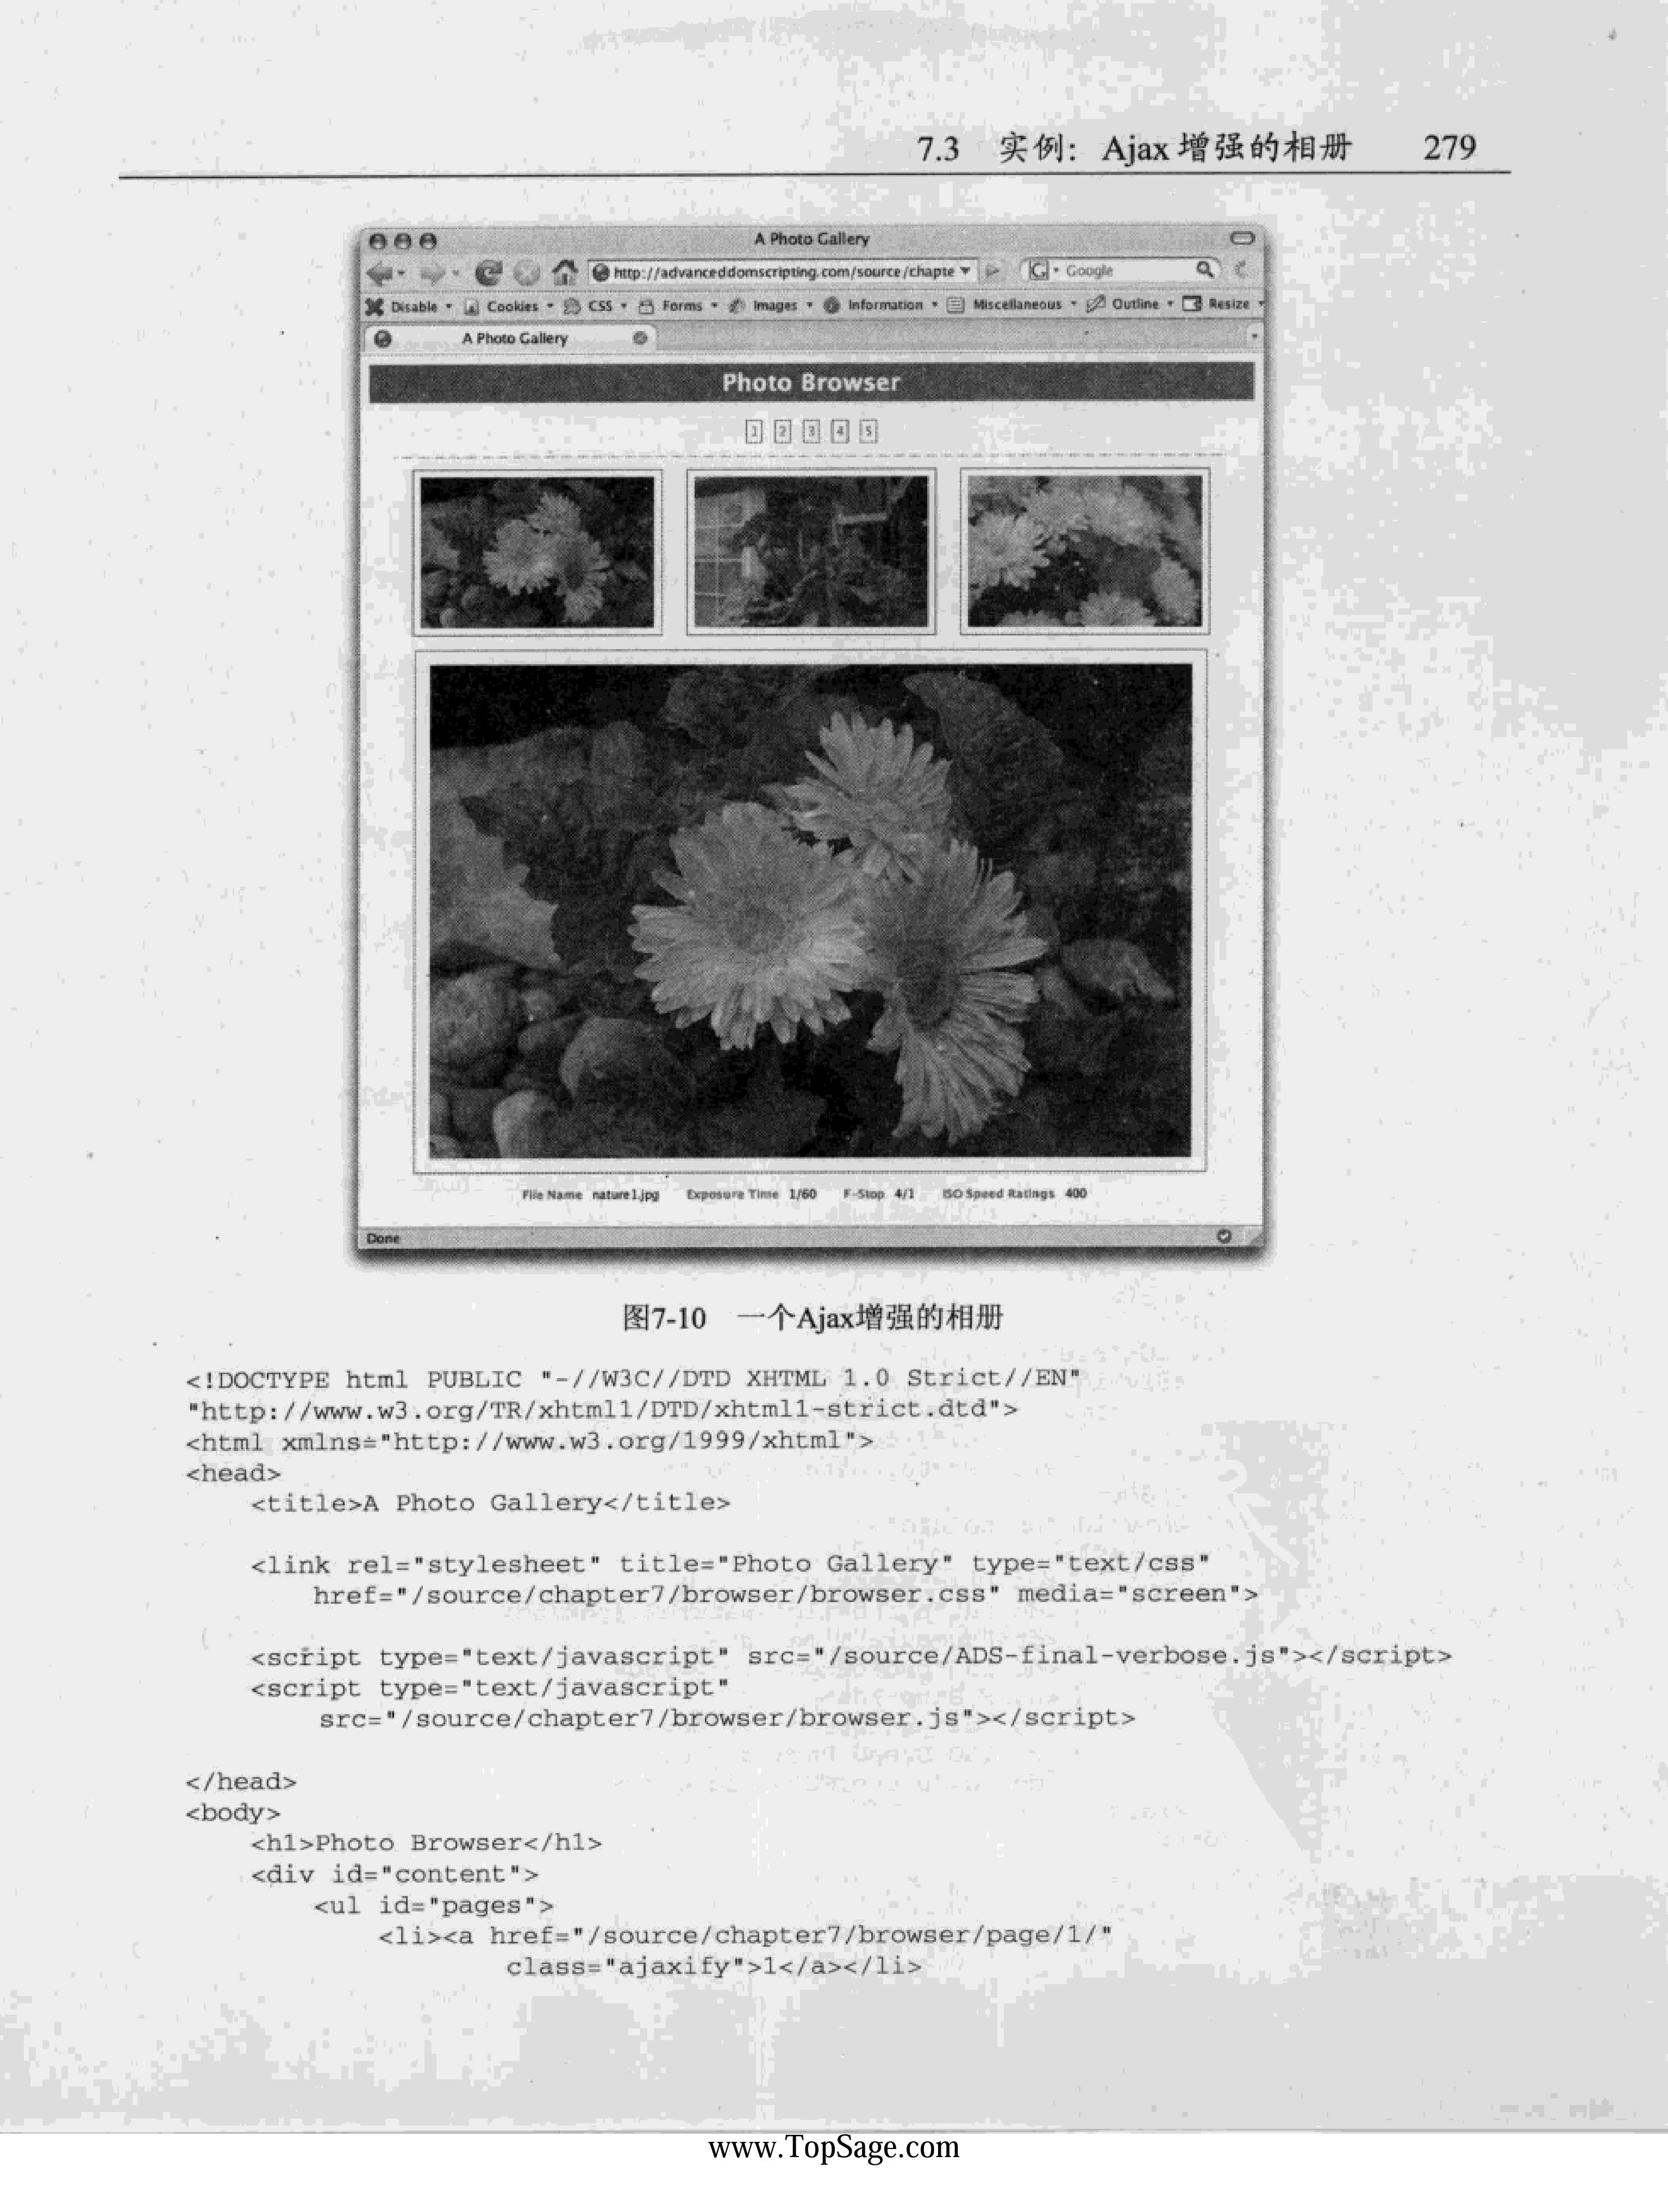 7.3 实例：Ajax 增强的相册 279
A Photo Gallery
http://advanceddomscripting.com/source/chapte
Google
Disable Cookies CSS Forms Images Information Miscellaneous Outline Resize
A Photo Gallery
Photo Browser
1 2 3 4 5
File Name nature1.jpg Exposure Time 1/60 F-Stop 4/1 ISO Speed Ratings 400
Done
图7-10 一个Ajax增强的相册
<!DOCTYPE html PUBLIC "-//W3C//DTD XHTML 1.0 Strict//EN"
"http://www.w3.org/TR/xhtml1/DTD/xhtml1-strict.dtd">
<html xmlns="http://www.w3.org/1999/xhtml">
<head>
<title>A Photo Gallery</title>
<link rel="stylesheet" title="Photo Gallery" type="text/css"
href="/source/chapter7/browser/browser.css" media="screen">
<script type="text/javascript" src="/source/ADS-final-verbose.js"></script>
<script type="text/javascript"
src="/source/chapter7/browser/browser.js"></script>
</head>
<body>
<h1>Photo Browser</h1>
<div id="content">
<ul id="pages">
<li><a href="/source/chapter7/browser/page/1/"
class="ajaxify">1</a></li>
www.TopSage.com